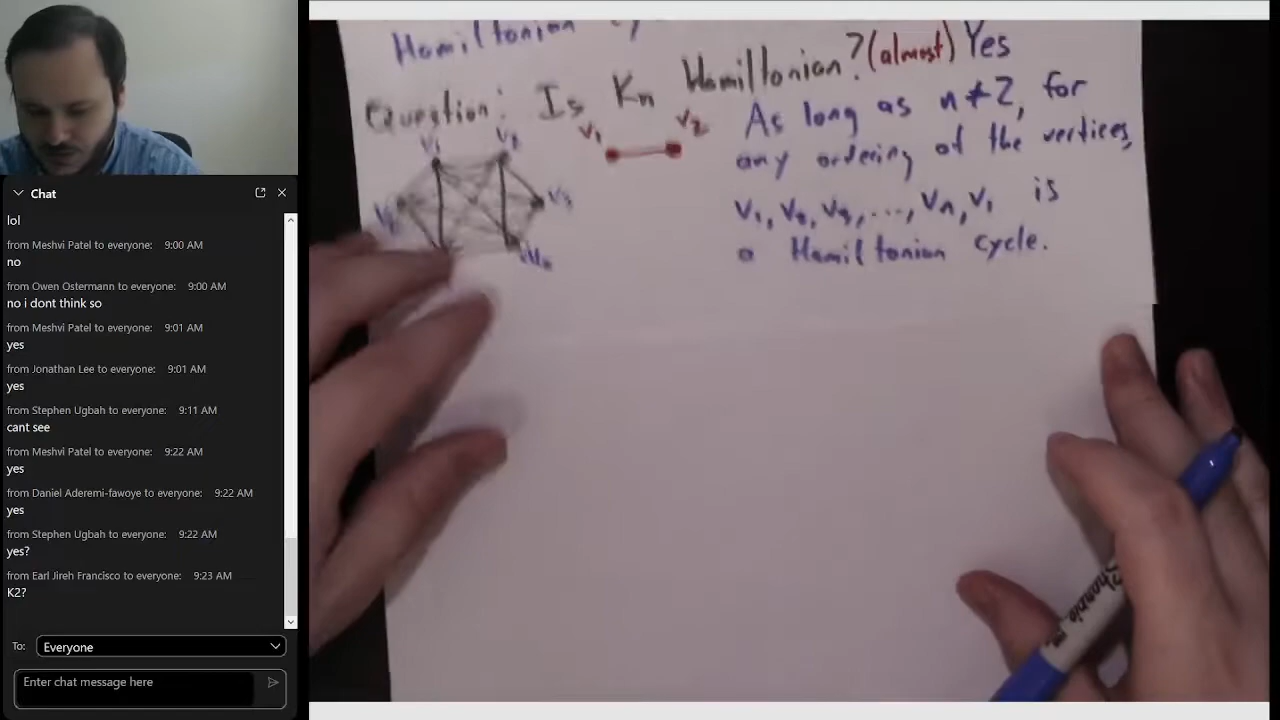 Chat
lol
from Meshvi Patel to everyone: 9:00 AM
no
from Owen Ostermann to everyone: 9:00 AM
no i dont think so
from Meshvi Patel to everyone: 9:01 AM
yes
from Jonathan Lee to everyone: 9:01 AM
yes
from Stephen Ugbah to everyone: 9:11 AM
cant see
from Meshvi Patel to everyone: 9:22 AM
yes
from Daniel Aderemi-fawoye to everyone: 9:22 AM
yes
from Stephen Ugbah to everyone: 9:22 AM
yes?
from Earl Jireh Francisco to everyone: 9:23 AM
K2?
To: Everyone
Enter chat message here
Hamiltonian cy
Question: Is Kn Hamiltonian? (almost) Yes
v1 v2
v1 v2
v3
As long as n≠2, for
any ordering of the vertices,
v1, v2, v3, ..., vn, v1 is
a Hamiltonian cycle.
Sharpie